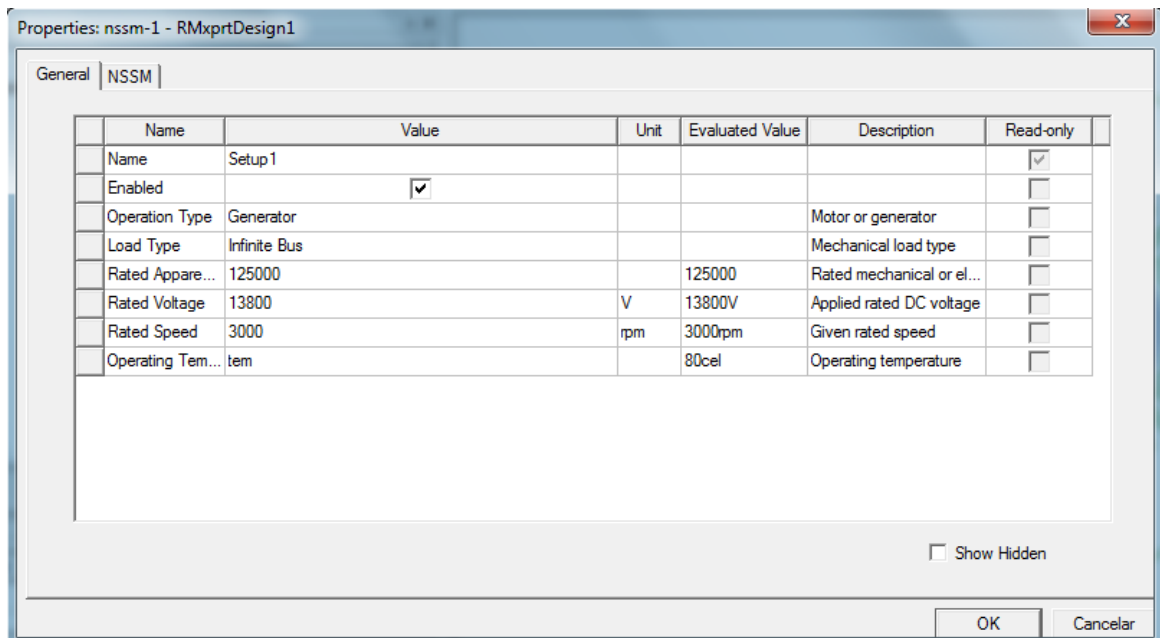 Properties: nssm-1 - RMxprtDesign1
General NSSM
Name Value Unit Evaluated Value Description Read-only
Name Setup1
Enabled
Operation Type Generator Motor or generator
Load Type Infinite Bus Mechanical load type
Rated Appare... 125000 125000 Rated mechanical or el...
Rated Voltage 13800 V 13800V Applied rated DC voltage
Rated Speed 3000 rpm 3000rpm Given rated speed
Operating Tem... tem 80cel Operating temperature
Show Hidden
OK Cancelar